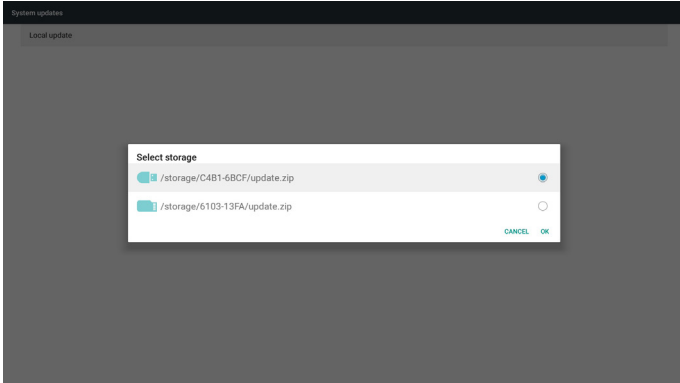 System updates
Local update
Select storage
/storage/C4B1-6BCF/update.zip
/storage/6103-13FA/update.zip
CANCEL OK